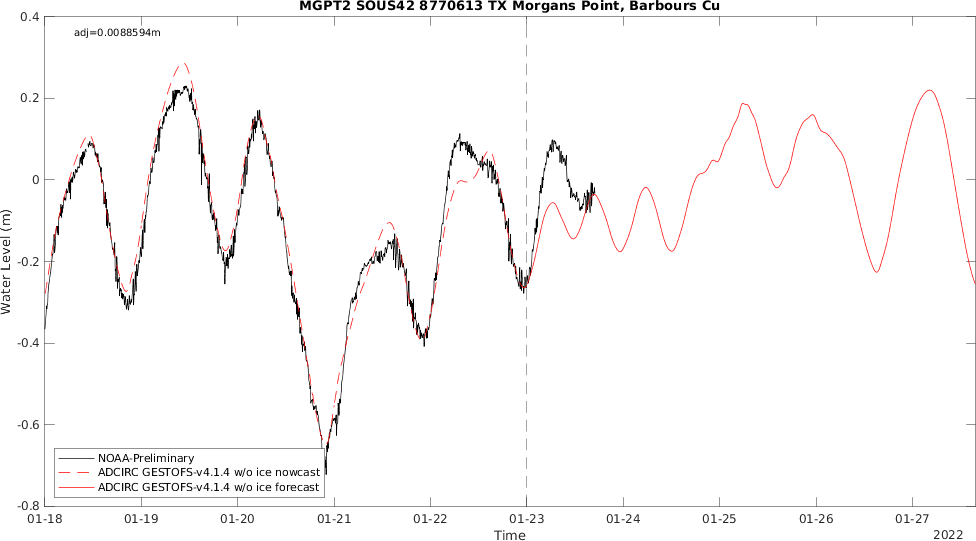 MGPT2 SOUS42 8770613 TX Morgans Point, Barbours Cu
adj=0.0088594m
0.4
0.2
0
-0.2
-0.4
-0.6
-0.8
Water Level (m)
NOAA-Preliminary
ADCIRC GESTOFS-v4.1.4 w/o ice nowcast
ADCIRC GESTOFS-v4.1.4 w/o ice forecast
01-18 01-19 01-20 01-21 01-22 01-23 01-24 01-25 01-26 01-27
Time
2022